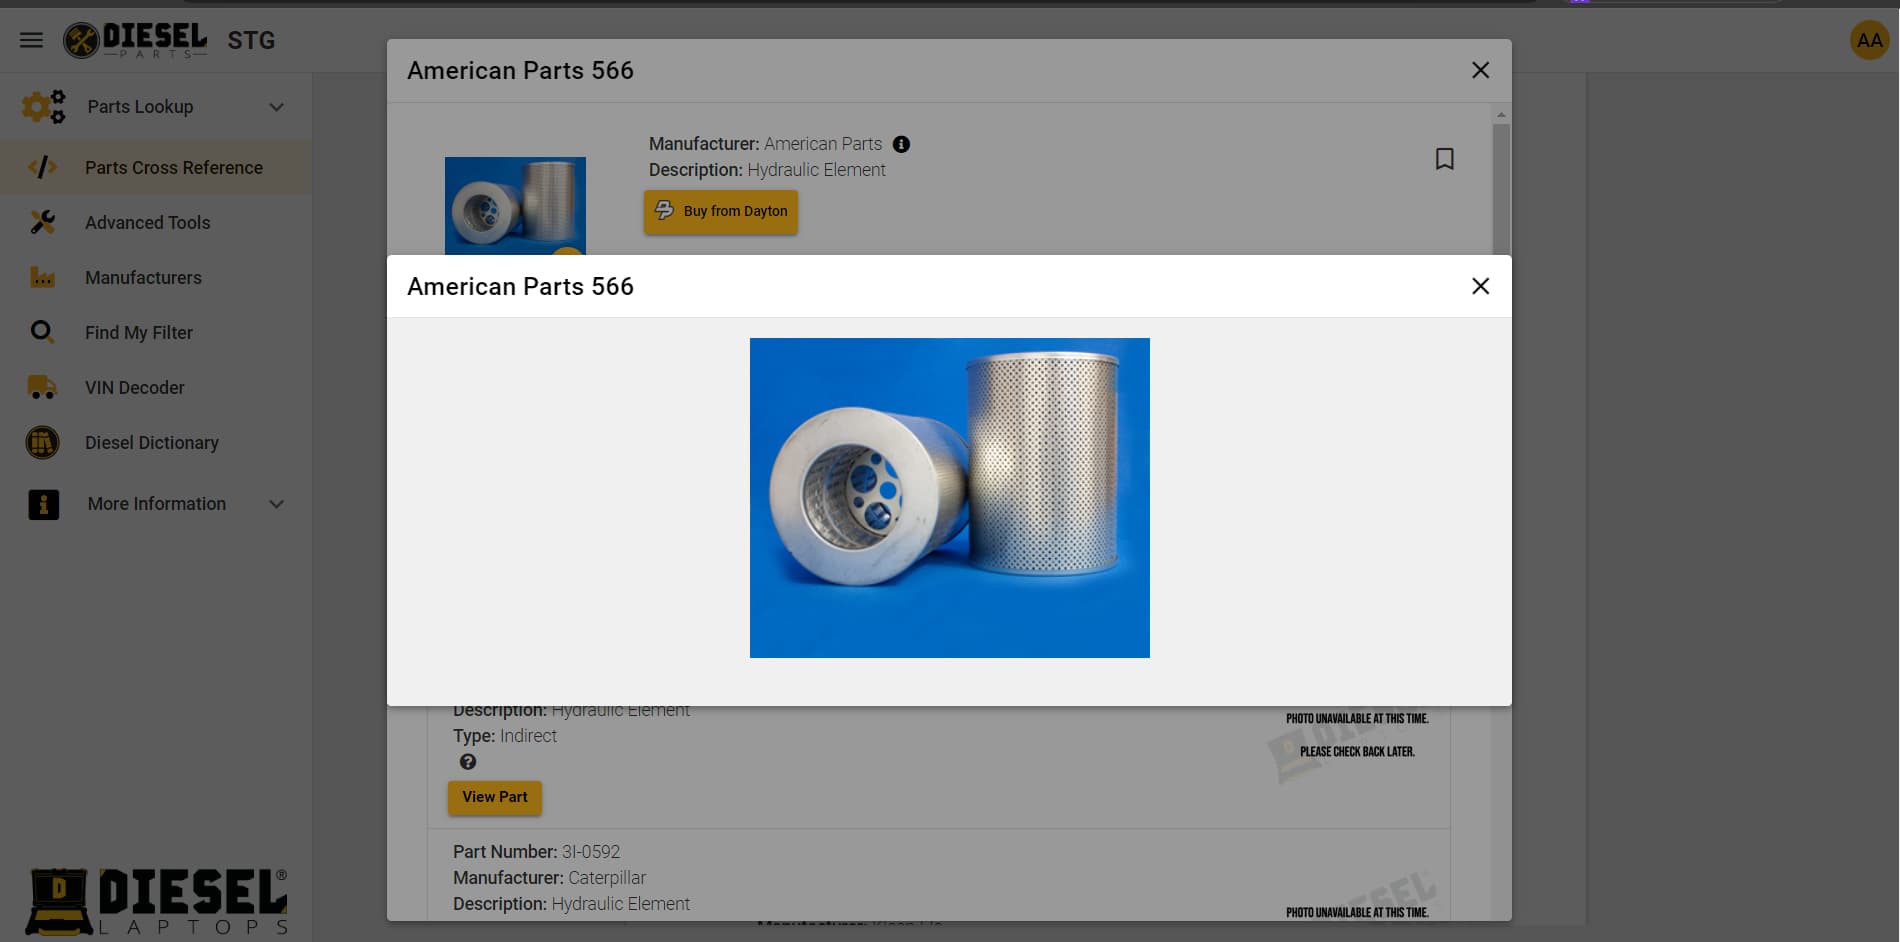 DIESEL
PARTS
STG
AA
Parts Lookup
Parts Cross Reference
Advanced Tools
Manufacturers
Find My Filter
VIN Decoder
Diesel Dictionary
More Information
D DIESEL®
LAPTOPS
American Parts 566
Manufacturer: American Parts
Description: Hydraulic Element
Buy from Dayton
American Parts 566
Description: Hydraulic Element
Type: Indirect
View Part
PHOTO UNAVAILABLE AT THIS TIME.
PLEASE CHECK BACK LATER.
Part Number: 3I-0592
Manufacturer: Caterpillar
Description: Hydraulic Element
DIESEL
PHOTO UNAVAILABLE AT THIS TIME.